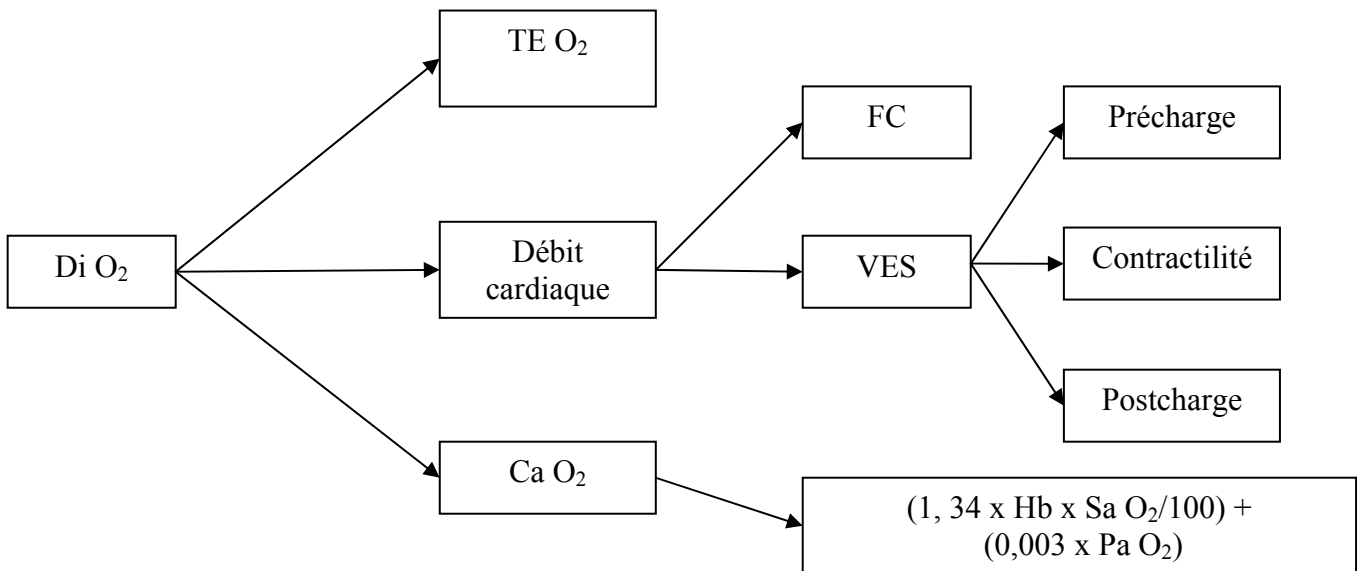 TE O₂
FC
Précharge
Di O₂
Débit
cardiaque
VES
Contractilité
Postcharge
Ca O₂
(1, 34 x Hb x Sa O₂/100) +
(0,003 x Pa O₂)